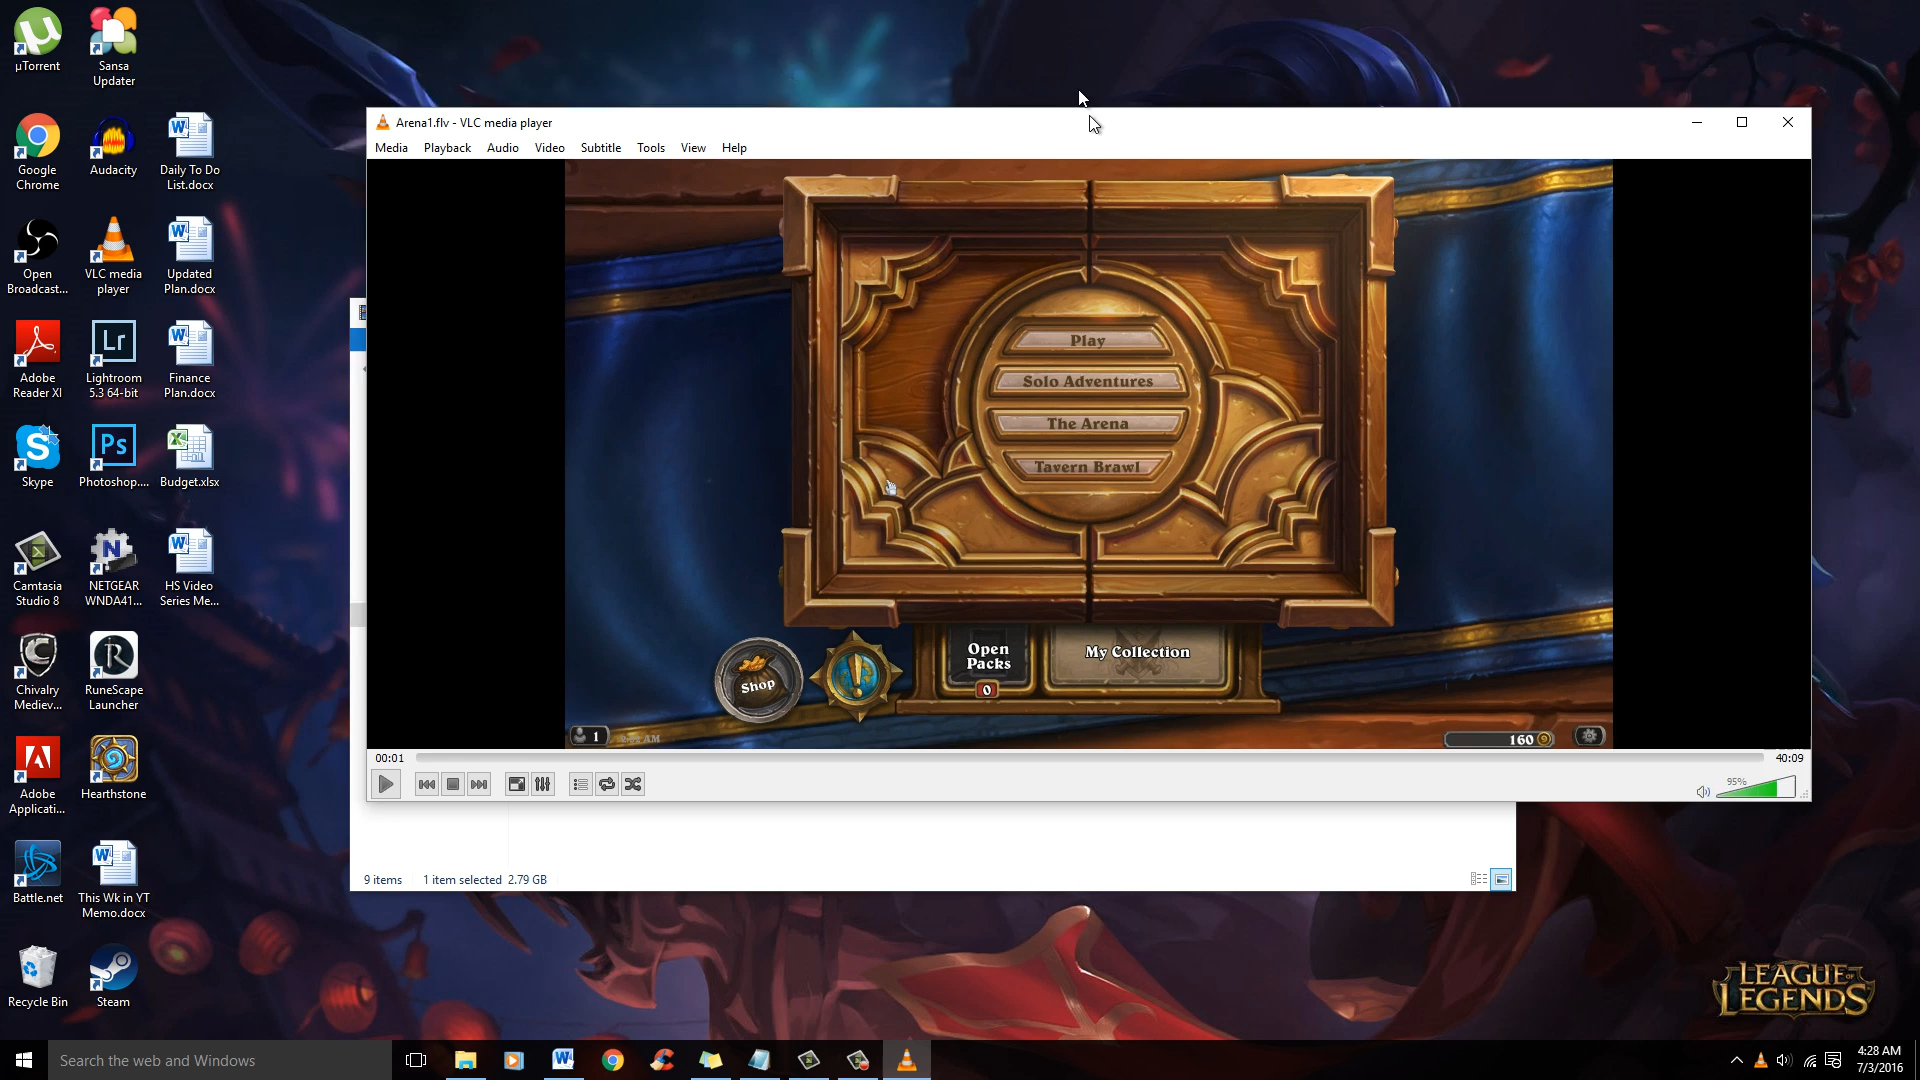 µTorrent
Sansa
Updater
Google
Chrome
Audacity
Daily To Do
List.docx
Open
Broadcast...
VLC media
player
Updated
Plan.docx
Adobe
Reader XI
Lr
Lightroom
5.3 64-bit
Finance
Plan.docx
Skype
Ps
Photoshop....
Budget.xlsx
Camtasia
Studio 8
NETGEAR
WNDA41...
HS Video
Series Me...
Chivalry
Mediev...
RuneScape
Launcher
Adobe
Applicati...
Hearthstone
Battle.net
This Wk in YT
Memo.docx
Recycle Bin
Steam
Arena1.flv - VLC media player
Media Playback Audio Video Subtitle Tools View Help
Play
Solo Adventures
The Arena
Tavern Brawl
Shop
Open
Packs
0
My Collection
1
160
00:01
40:09
95%
9 items 1 item selected 2.79 GB
LEAGUE OF
LEGENDS
Search the web and Windows
4:28 AM
7/3/2016